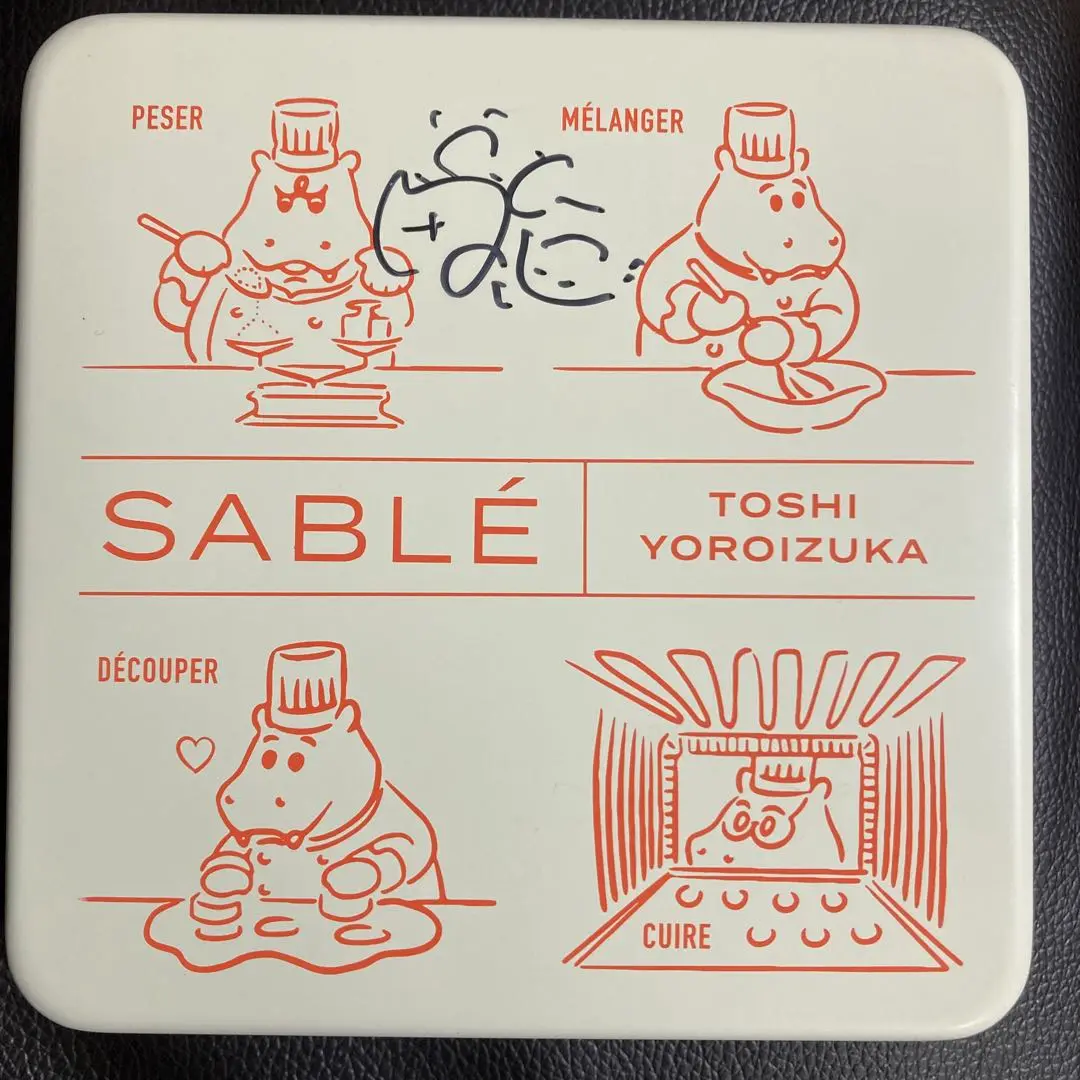 PESER
MÉLANGER
SABLÉ
TOSHI
YOROIZUKA
DÉCOUPER
CUIRE